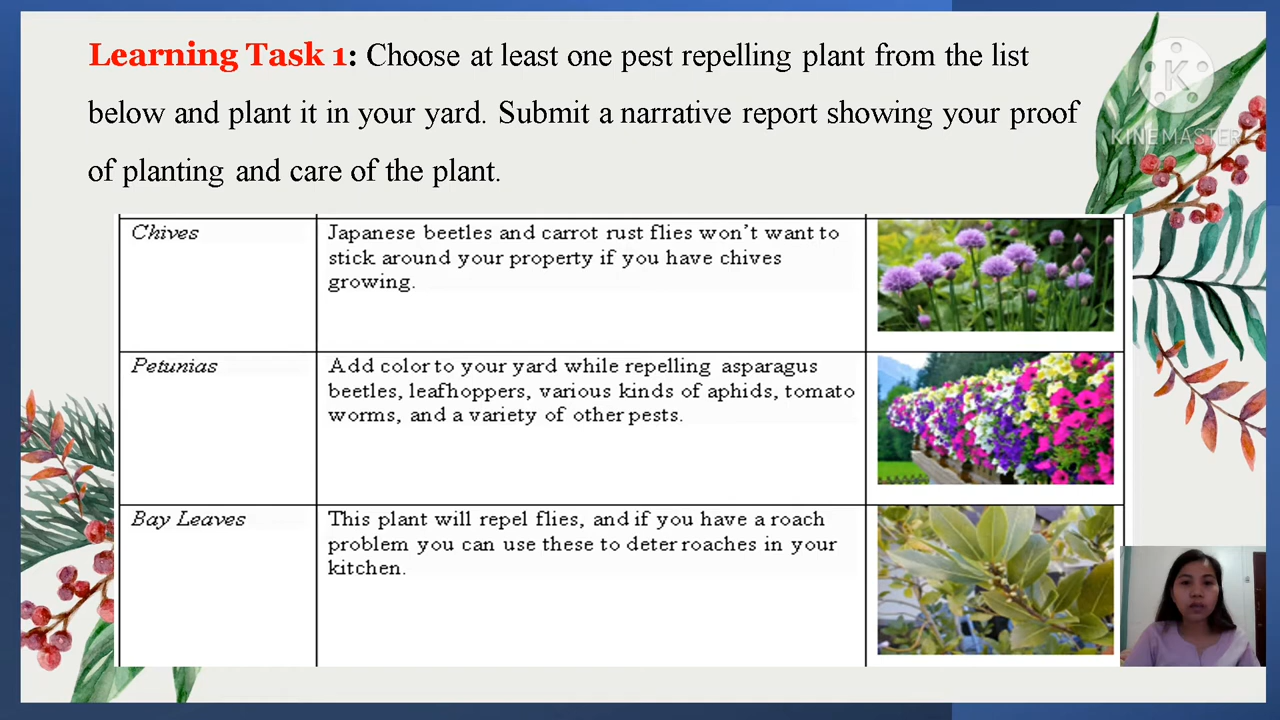 Learning Task 1: Choose at least one pest repelling plant from the list
below and plant it in your yard. Submit a narrative report showing your proof
of planting and care of the plant.
K
KINEMASTER
Chives
Japanese beetles and carrot rust flies won't want to
stick around your property if you have chives
growing.
Petunias
Add color to your yard while repelling asparagus
beetles, leafhoppers, various kinds of aphids, tomato
worms, and a variety of other pests.
Bay Leaves
This plant will repel flies, and if you have a roach
problem you can use these to deter roaches in your
kitchen.